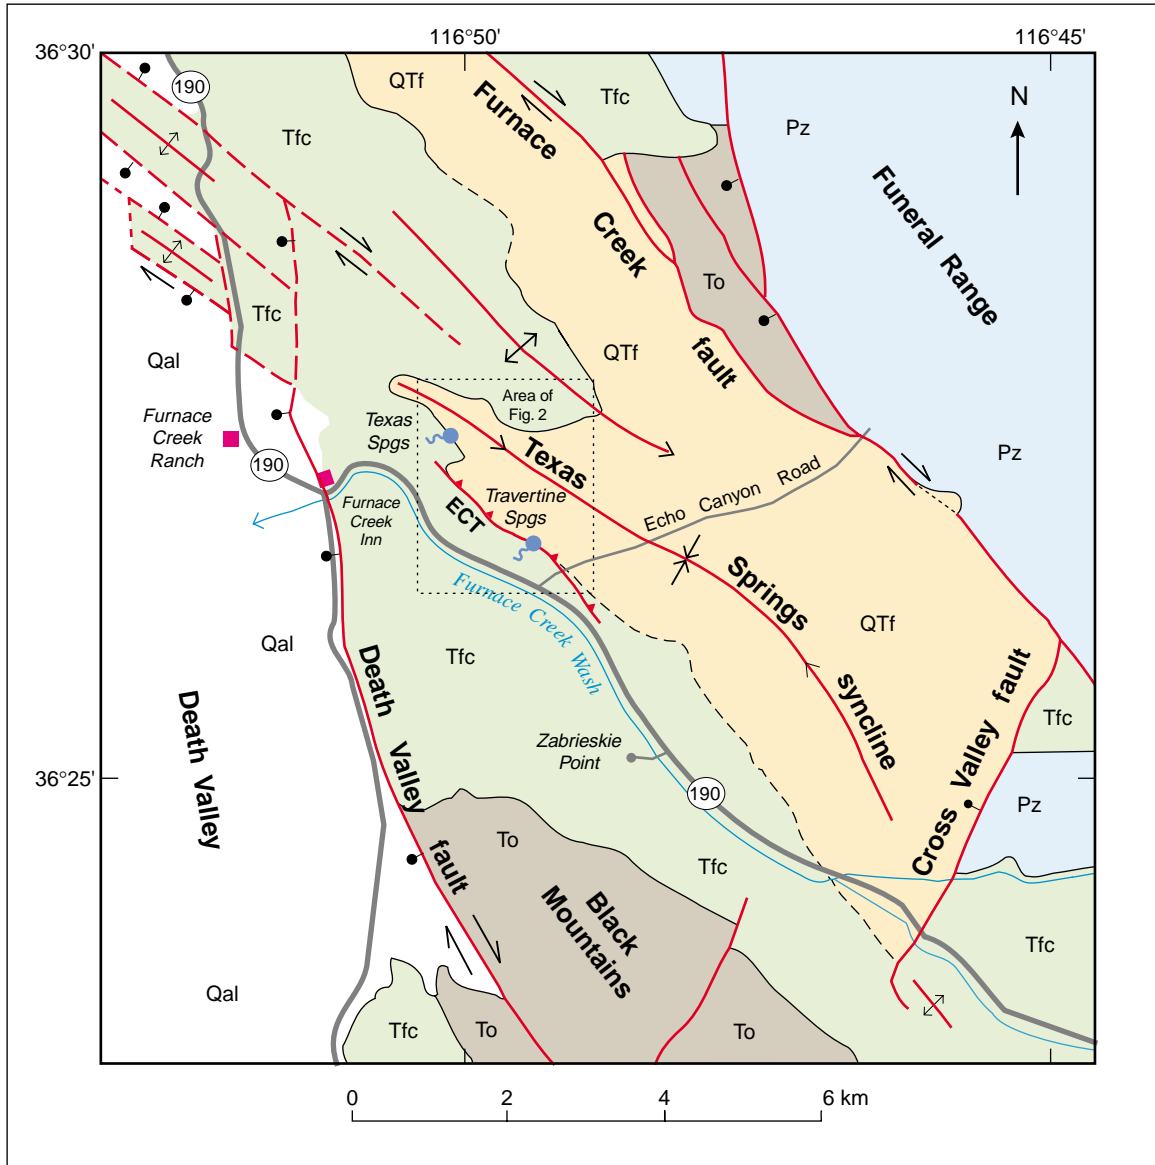 36°30'
116°50'
116°45'
190
QTf
Tfc
N
Furnace
Pz
Tfc
Funeral Range
Creek
To
Tfc
QTf
fault
Qal
Area of
Fig. 2
Furnace
Creek
Ranch
Texas
Spgs
Texas
Pz
190
Echo Canyon Road
Travertine
Spgs
ECT
Furnace
Creek
Inn
Furnace Creek Wash
Springs
QTf
Qal
Tfc
Death Valley fault
syncline
Cross Valley fault
Tfc
Death Valley
Zabrieskie
Point
36°25'
190
Pz
To
Tfc
Black
Mountains
Tfc
Qal
Tfc
To
To
0 2 4 6 km